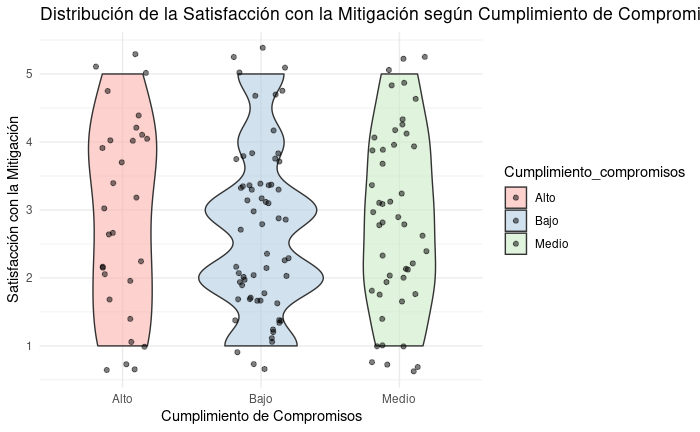 Distribución de la Satisfacción con la Mitigación según Cumplimiento de Compromi
Satisfacción con la Mitigación
5
4
3
2
1
Alto
Bajo
Medio
Cumplimiento de Compromisos
Cumplimiento_compromisos
Alto
Bajo
Medio